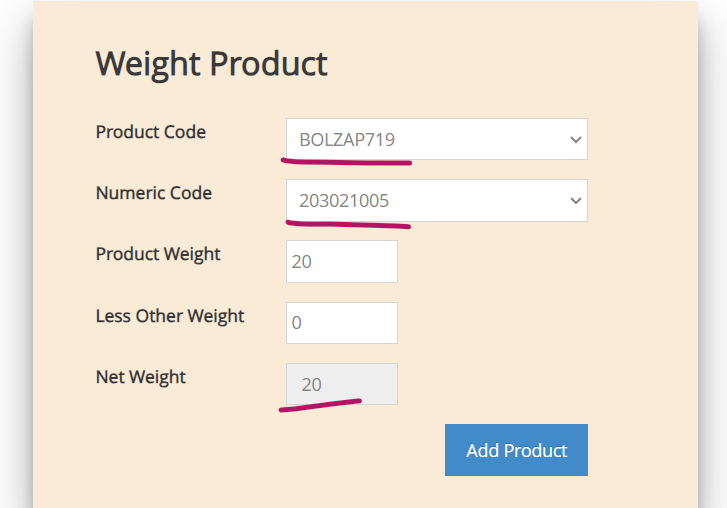 Weight Product
Product Code BOLZAP719
Numeric Code 203021005
Product Weight 20
Less Other Weight 0
Net Weight 20
Add Product